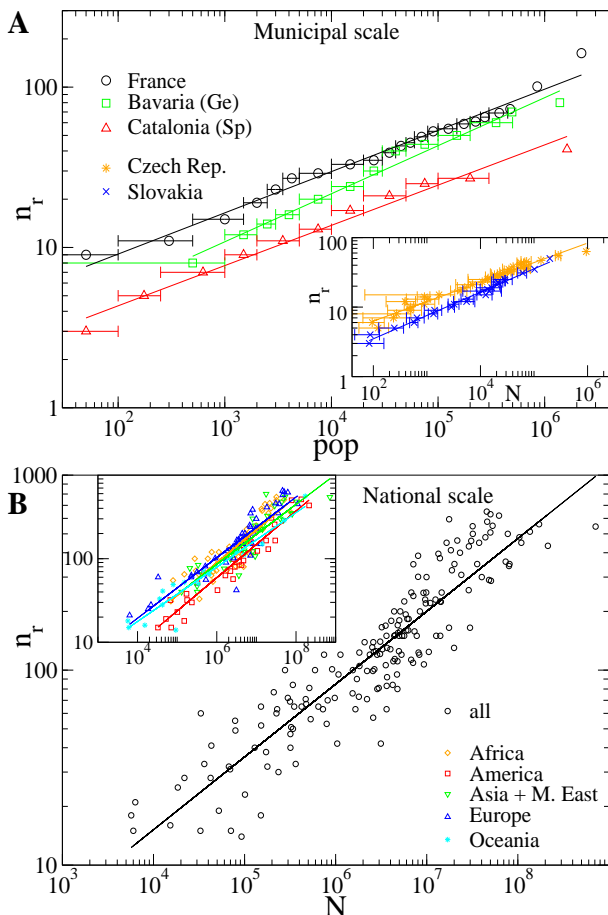 A
Municipal scale
France
Bavaria (Ge)
Catalonia (Sp)
Czech Rep.
Slovakia
n_r
100
10
1
10^2
10^3
10^4
10^5
10^6
pop
n_r
100
10
1
10^2
10^4
10^6
N
B
National scale
n_r
1000
100
10
1000
100
10
10^4
10^6
10^8
all
Africa
America
Asia + M. East
Europe
Oceania
10^3
10^4
10^5
10^6
10^7
10^8
N